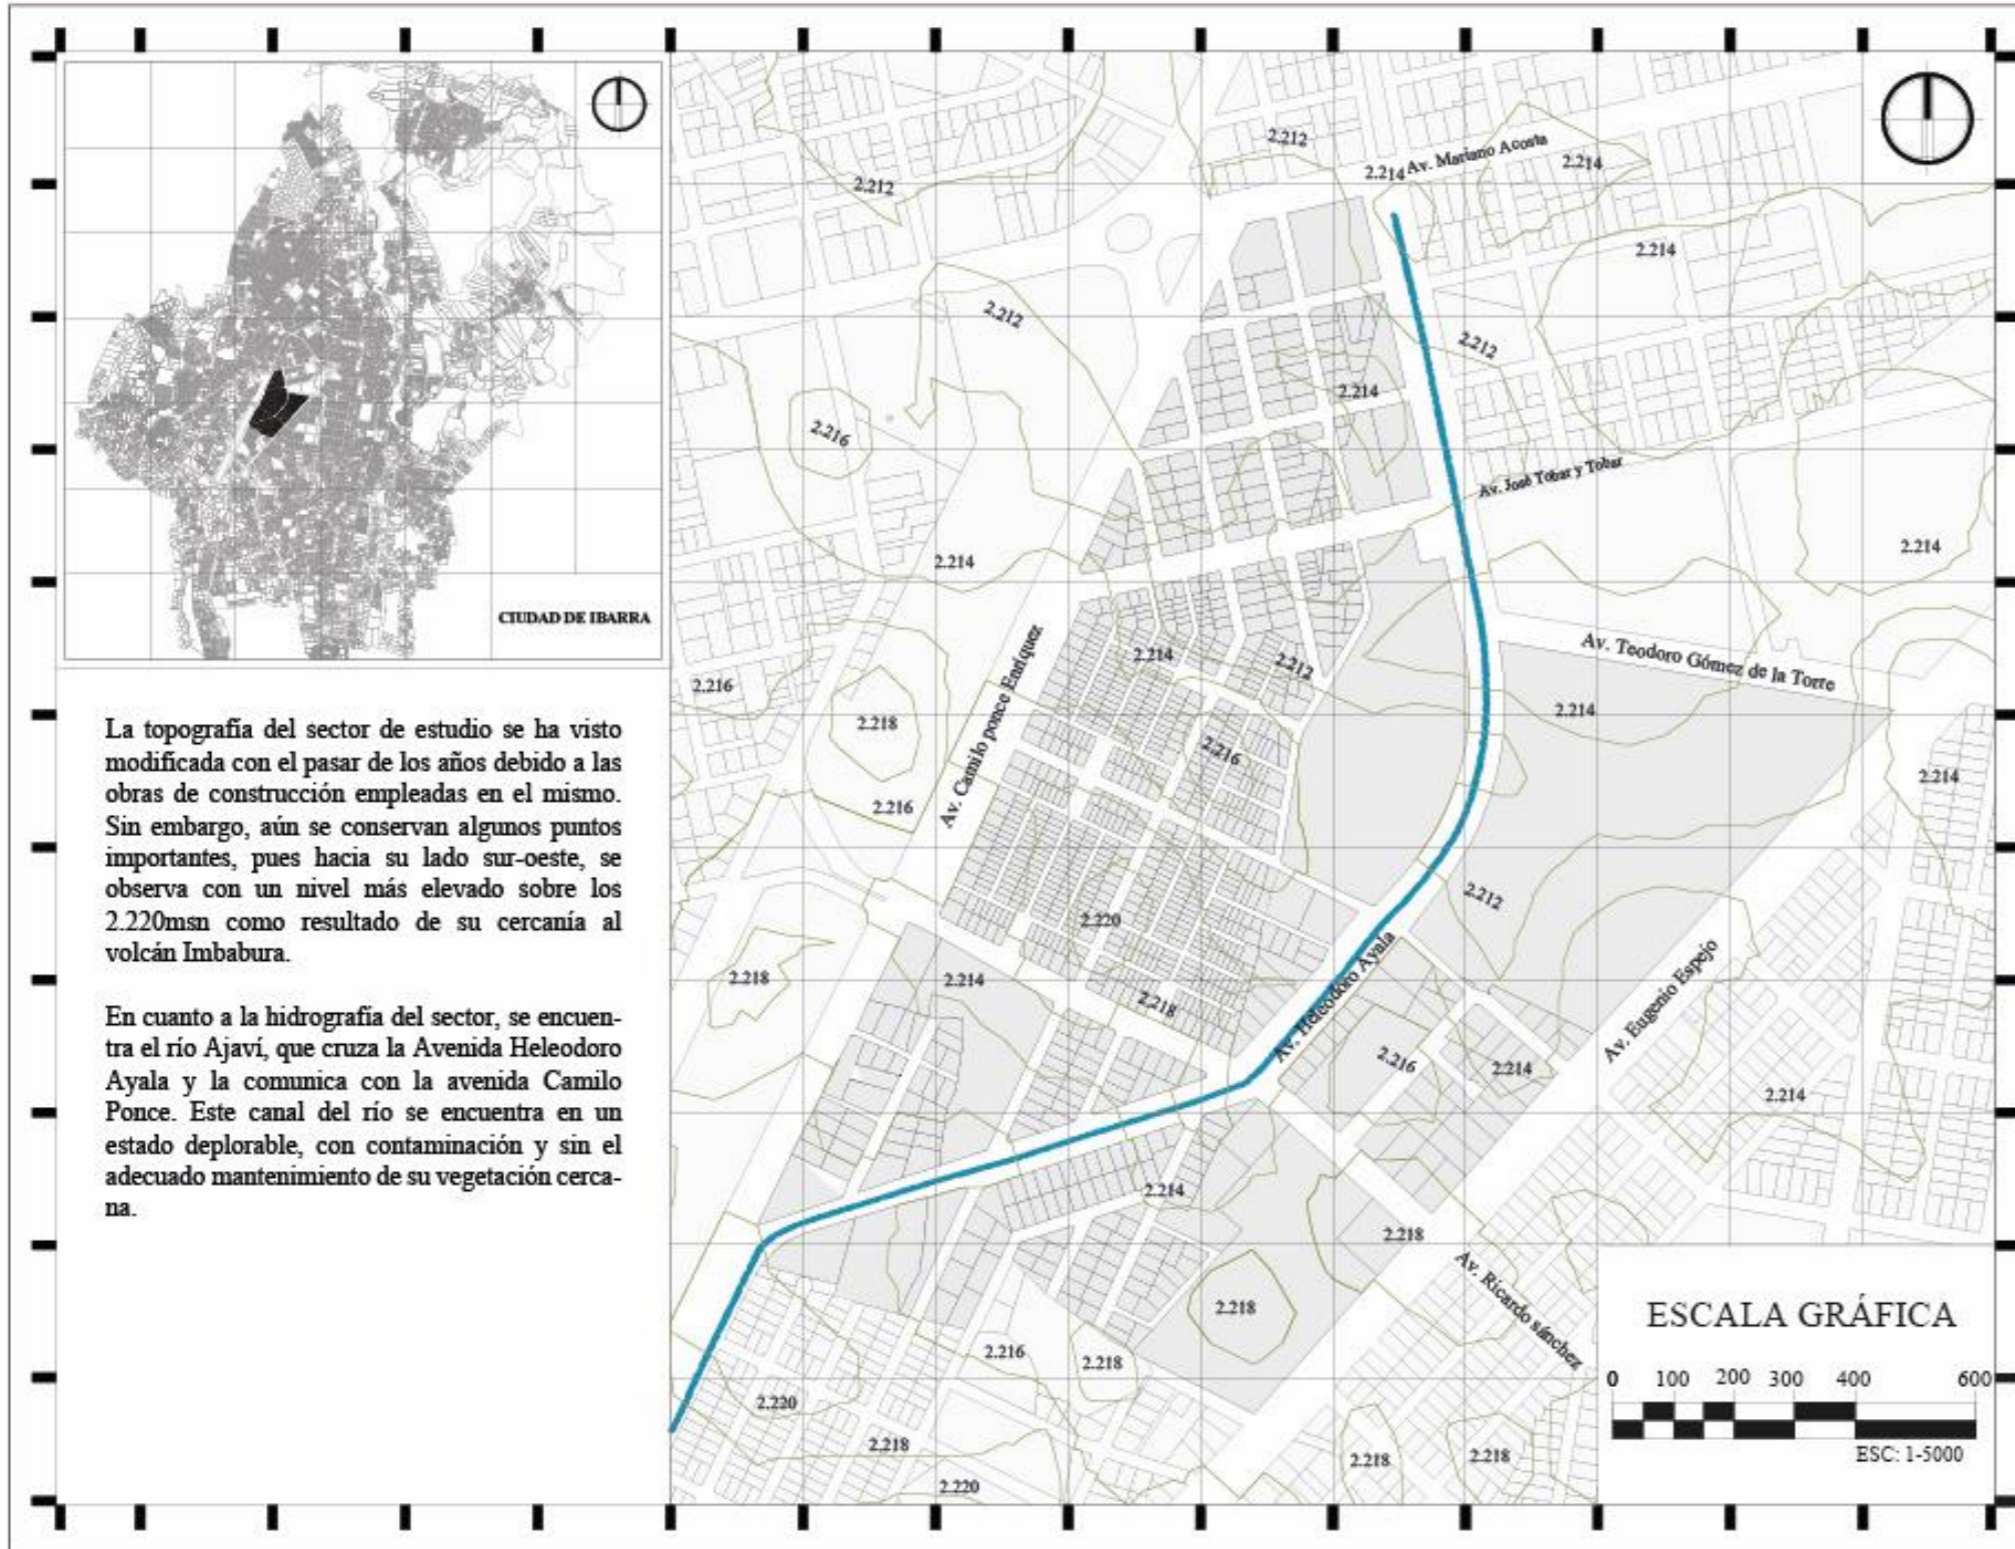 CIUDAD DE IBARRA
La topografía del sector de estudio se ha visto
modificada con el pasar de los años debido a las
obras de construcción empleadas en el mismo.
Sin embargo, aún se conservan algunos puntos
importantes, pues hacia su lado sur-oeste, se
observa con un nivel más elevado sobre los
2.220msn como resultado de su cercanía al
volcán Imbabura.
En cuanto a la hidrografía del sector, se encuen-
tra el río Ajaví, que cruza la Avenida Heleodoro
Ayala y la comunica con la avenida Camilo
Ponce. Este canal del río se encuentra en un
estado deplorable, con contaminación y sin el
adecuado mantenimiento de su vegetación cerca-
na.
2.212
Av. Mariano Acosta
2.214
2.214
2.212
2.214
2.212
2.212
2.214
2.216
Av. José Tobar y Tobar
2.214
2.214
Av. Camilo ponce Enríquez
2.214
2.212
Av. Teodoro Gómez de la Torre
2.216
2.218
2.214
2.216
2.214
2.216
2.212
2.220
Av. Heleodoro Ayala
2.218
2.214
2.218
Av. Eugenio Espejo
2.216
2.214
2.214
2.214
2.218
Av. Ricardo sánchez
2.218
2.216
2.218
2.220
2.218
2.218
2.218
2.220
ESCALA GRÁFICA
0 100 200 300 400 600
ESC: 1-5000